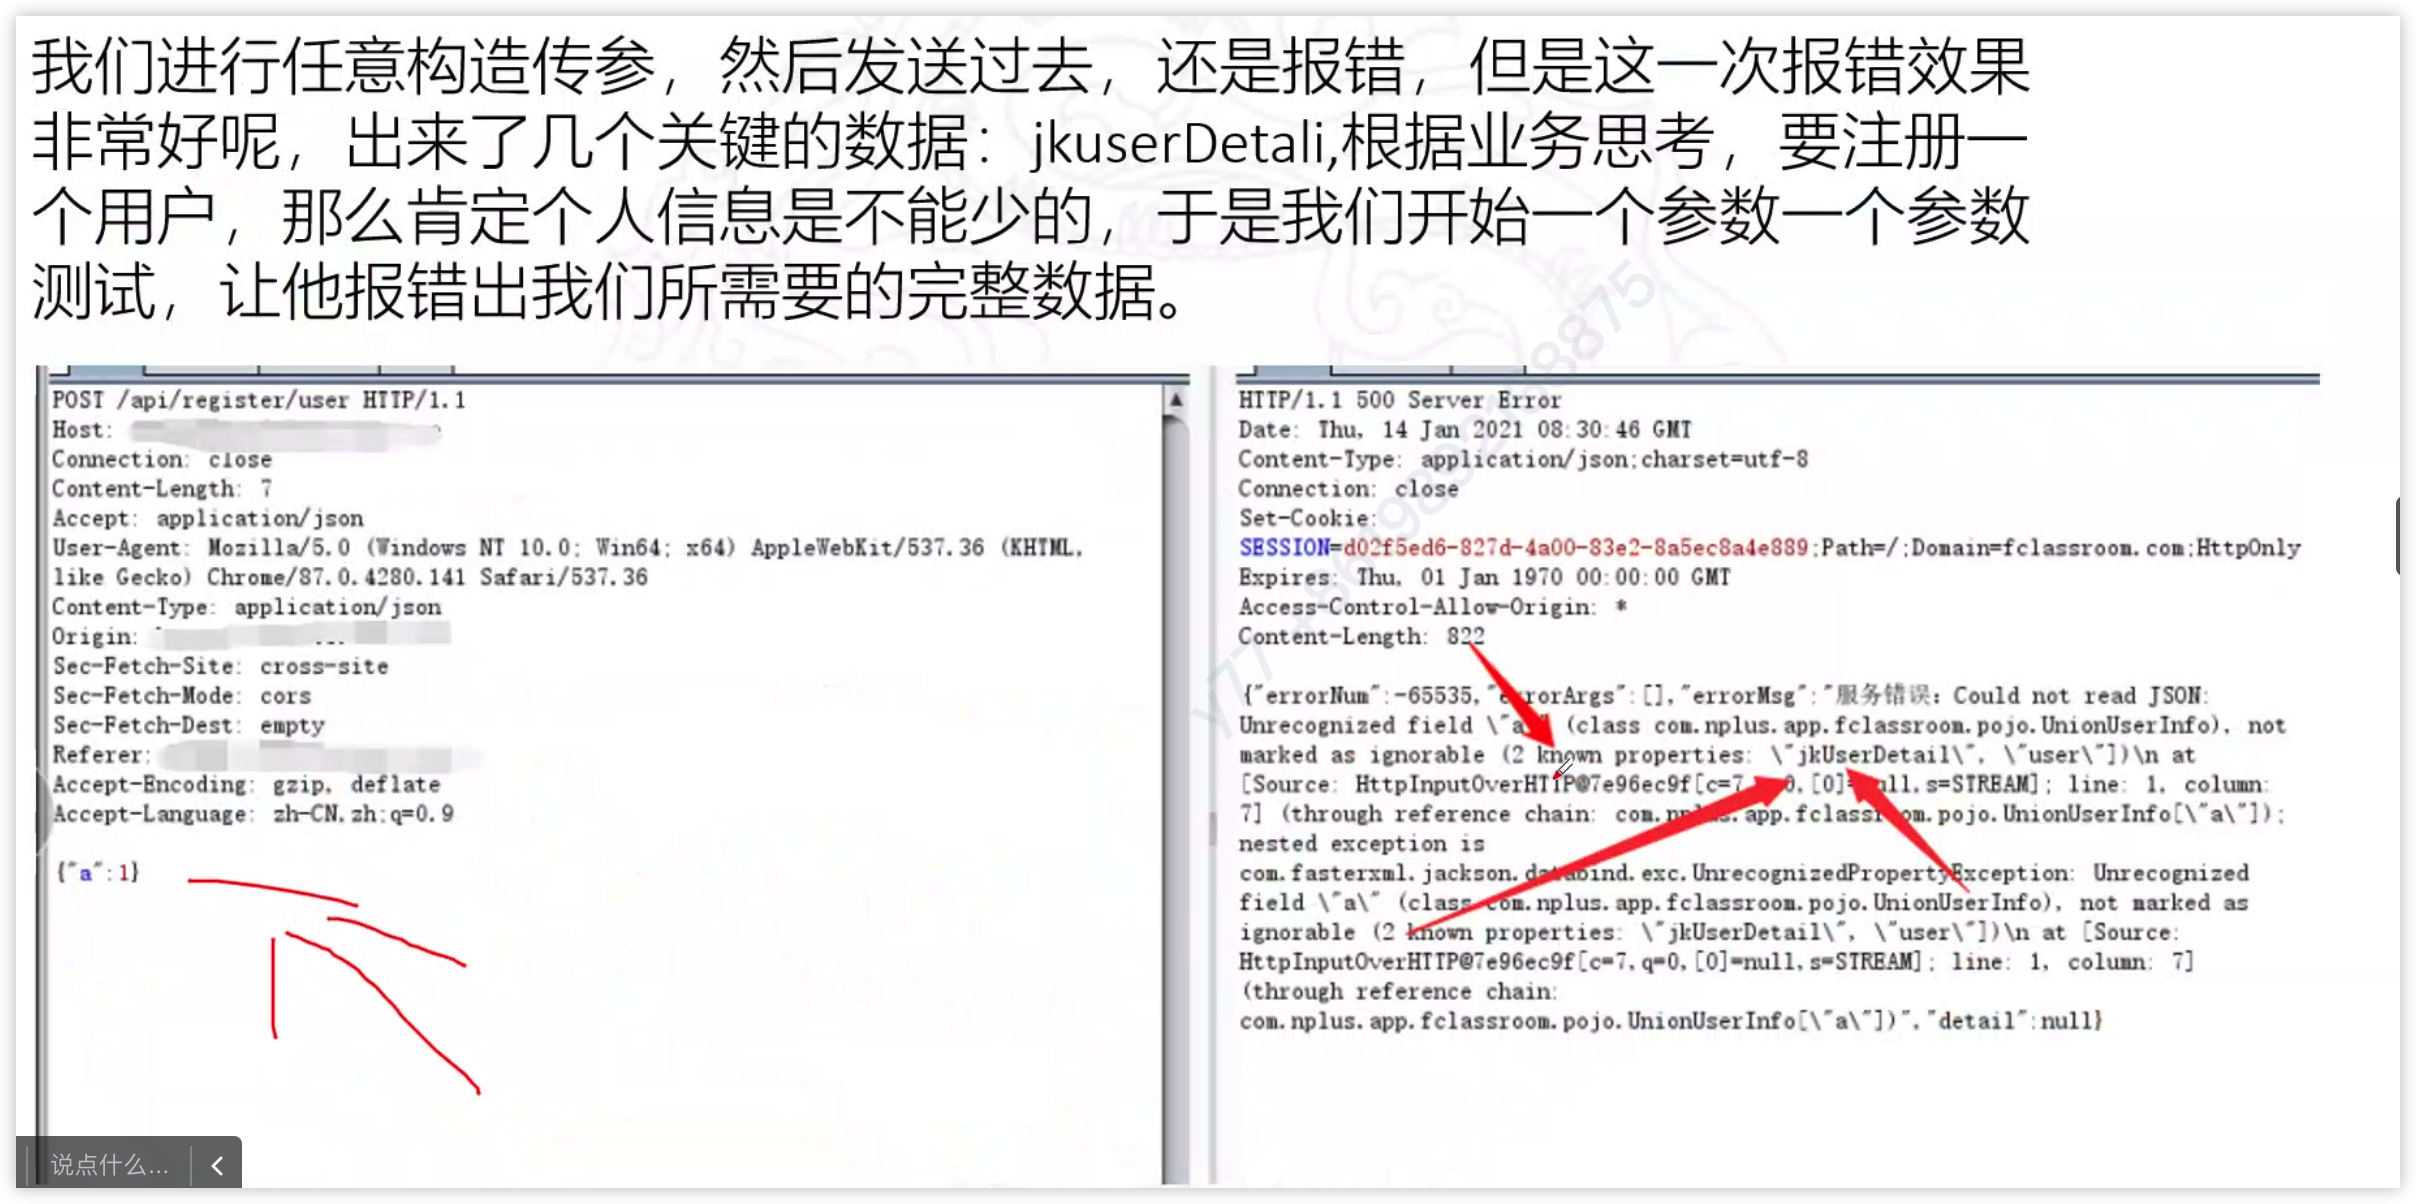 我们进行任意构造传参，然后发送过去，还是报错，但是这一次报错效果
非常好呢，出来了几个关键的数据：jkuserDetali,根据业务思考，要注册一
个用户，那么肯定个人信息是不能少的，于是我们开始一个参数一个参数
测试，让他报错出我们所需要的完整数据。
POST /api/register/user HTTP/1.1
Host:
Connection: close
Content-Length: 7
Accept: application/json
User-Agent: Mozilla/5.0 (Windows NT 10.0; Win64; x64) AppleWebKit/537.36 (KHTML,
like Gecko) Chrome/87.0.4280.141 Safari/537.36
Content-Type: application/json
Origin:
Sec-Fetch-Site: cross-site
Sec-Fetch-Mode: cors
Sec-Fetch-Dest: empty
Referer:
Accept-Encoding: gzip, deflate
Accept-Language: zh-CN,zh;q=0.9
{"a":1}
HTTP/1.1 500 Server Error
Date: Thu, 14 Jan 2021 08:30:46 GMT
Content-Type: application/json;charset=utf-8
Connection: close
Set-Cookie:
SESSION=d02f5ed6-827d-4a00-83e2-8a5ec8a4e889;Path=/;Domain=fclassroom.com;HttpOnly
Expires: Thu, 01 Jan 1970 00:00:00 GMT
Access-Control-Allow-Origin: *
Content-Length: 822
{"errorNum":-65535,"errorArgs":[],"errorMsg":"服务错误：Could not read JSON:
Unrecognized field \"a\" (class com.nplus.app.fclassroom.pojo.UnionUserInfo), not
marked as ignorable (2 known properties: \"jkUserDetail\", \"user\"])\n at
[Source: HttpInputOverHTTP@7e96ec9f[c=7,q=0,[0]=null,s=STREAM]; line: 1, column:
7] (through reference chain: com.nplus.app.fclassroom.pojo.UnionUserInfo[\"a\"]);
nested exception is
com.fasterxml.jackson.databind.exc.UnrecognizedPropertyException: Unrecognized
field \"a\" (class com.nplus.app.fclassroom.pojo.UnionUserInfo), not marked as
ignorable (2 known properties: \"jkUserDetail\", \"user\"])\n at [Source:
HttpInputOverHTTP@7e96ec9f[c=7,q=0,[0]=null,s=STREAM]; line: 1, column: 7]
(through reference chain:
com.nplus.app.fclassroom.pojo.UnionUserInfo[\"a\"])","detail":null}
说点什么...